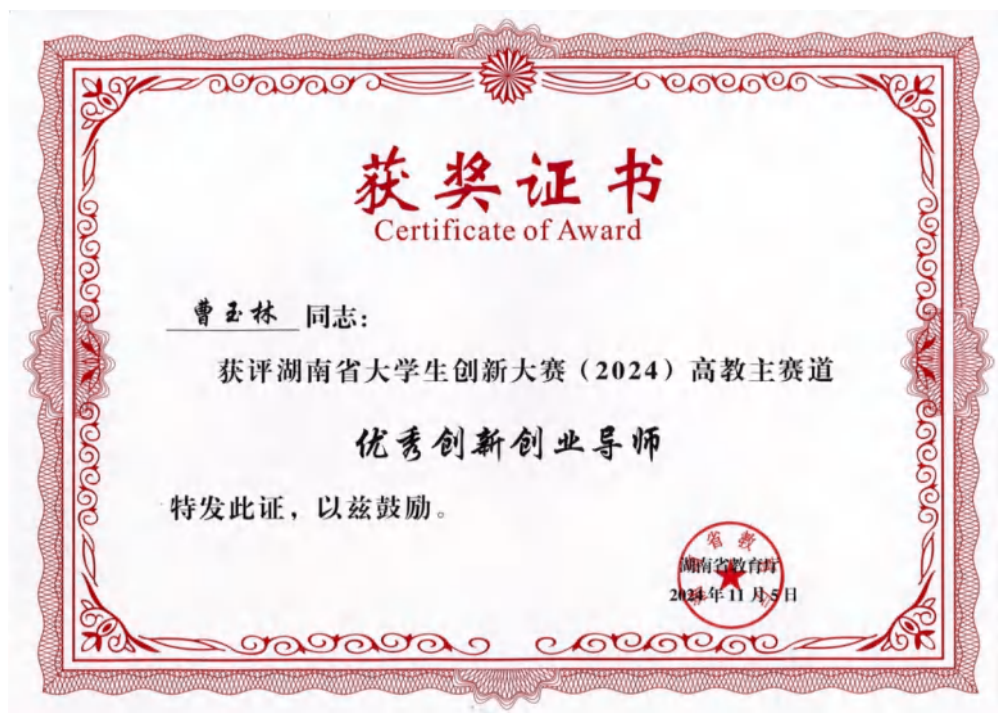 获奖证书
Certificate of Award
曹玉林 同志：
获评湖南省大学生创新大赛（2024）高教主赛道
优秀创新创业导师
特发此证，以兹鼓励。
湖南省教育厅
2024年11月5日